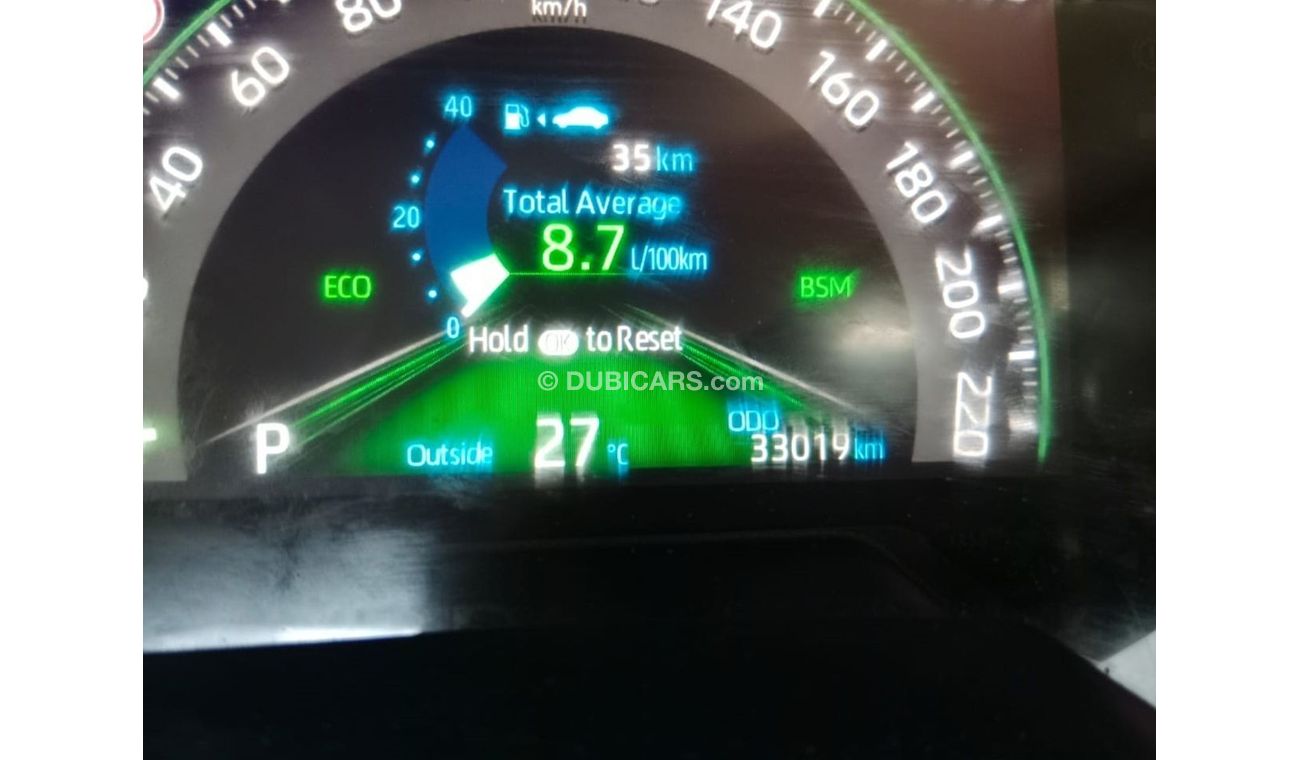 km/h
60
80
140
160
40
180
200
220
40
20
0
35 km
Total Average
8.7 L/100km
ECO
BSM
Hold OK to Reset
© DUBICARS.com
P
Outside 27 °C
ODO
33019 km